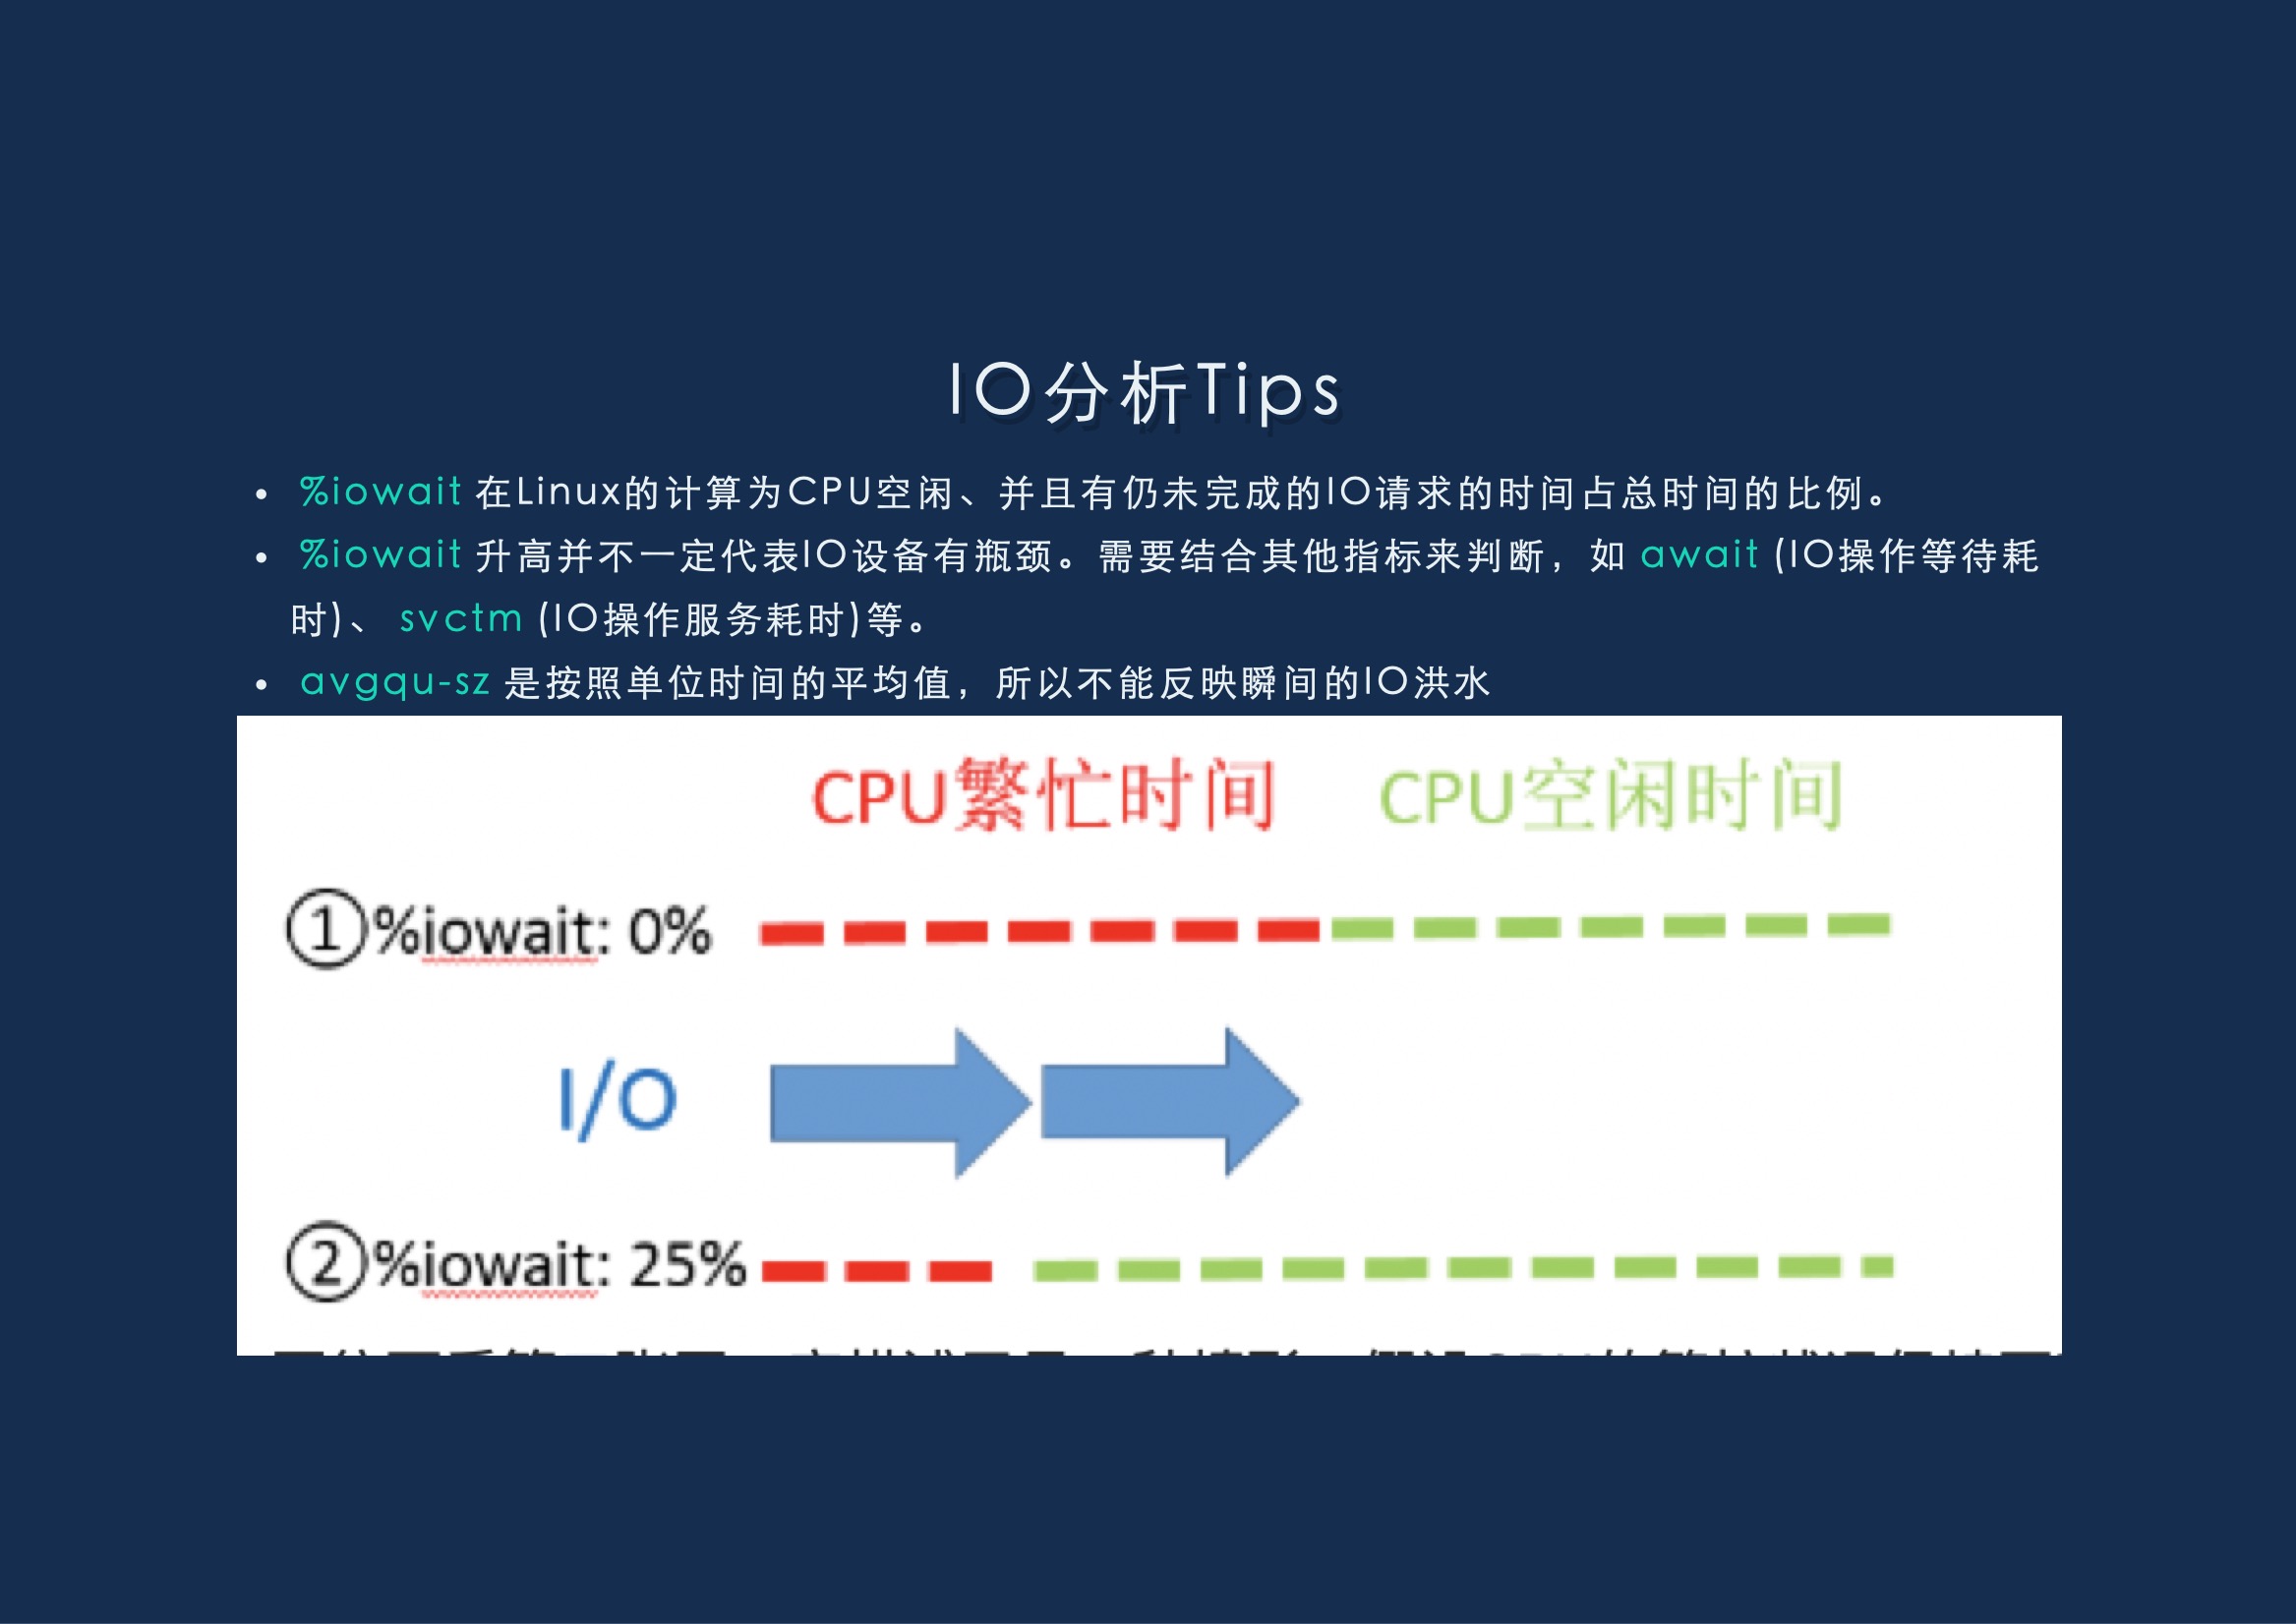 IO分析Tips
• %iowait 在Linux的计算为CPU空闲、并且有仍未完成的IO请求的时间占总时间的比例。
• %iowait 升高并不一定代表IO设备有瓶颈。需要结合其他指标来判断，如 await (IO操作等待耗
时)、 svctm (IO操作服务耗时)等。
• avgqu-sz 是按照单位时间的平均值，所以不能反映瞬间的IO洪水
CPU繁忙时间 CPU空闲时间
①%iowait: 0%
I/O
②%iowait: 25%